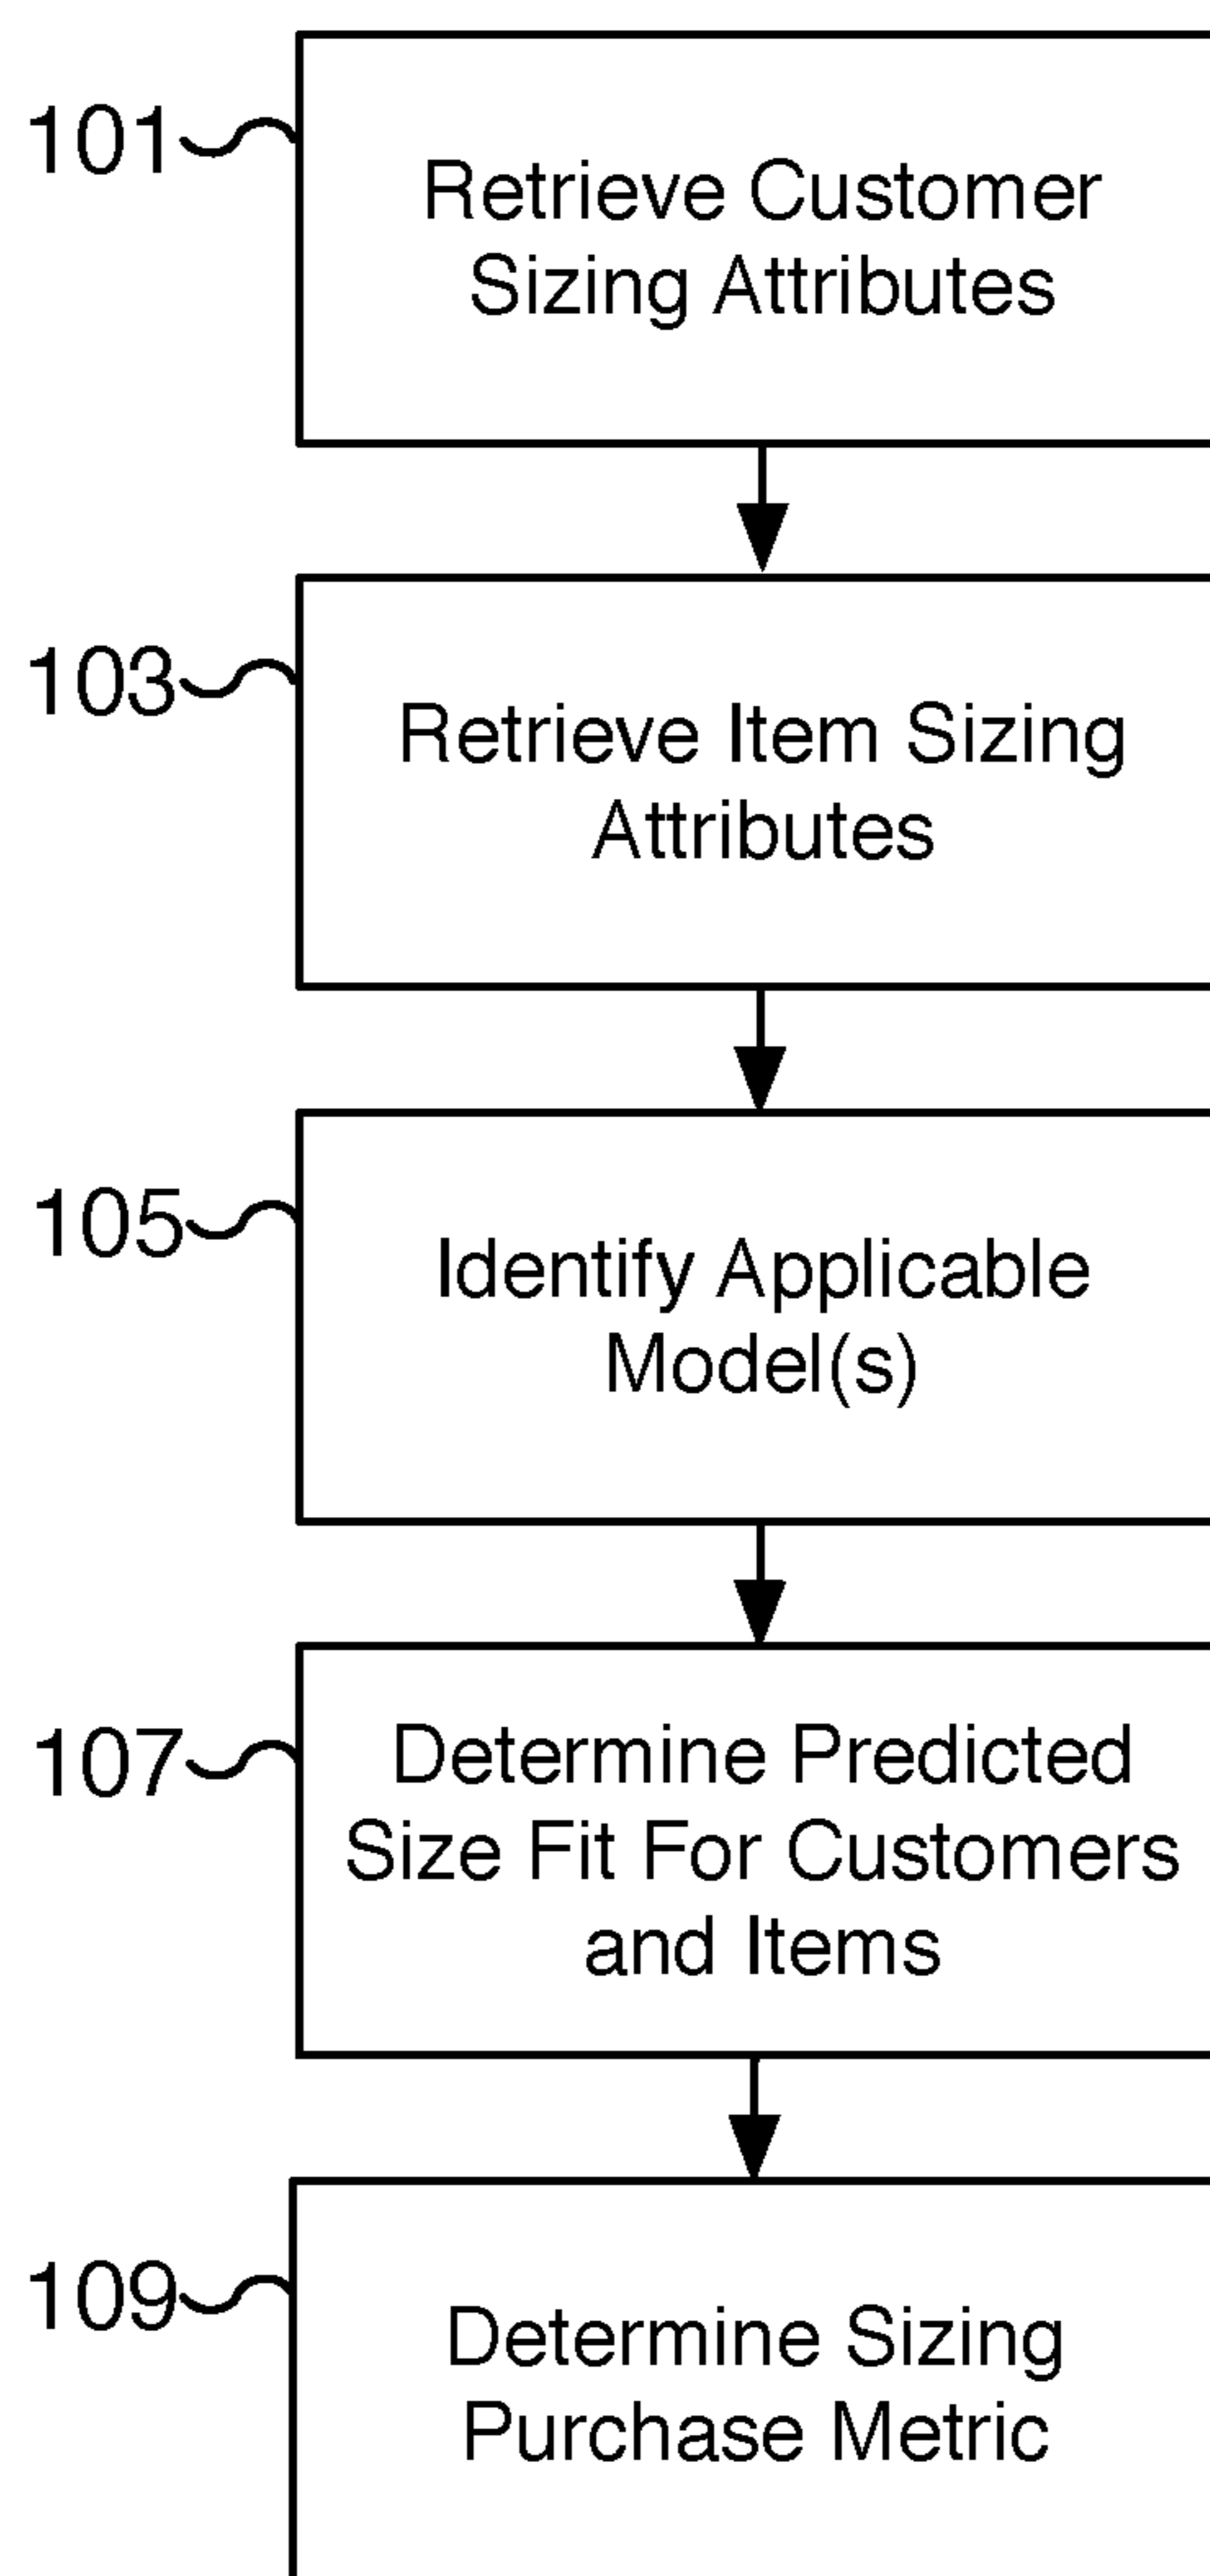 101
Retrieve Customer
Sizing Attributes
103
Retrieve Item Sizing
Attributes
105
Identify Applicable
Model(s)
107
Determine Predicted
Size Fit For Customers
and Items
109
Determine Sizing
Purchase Metric